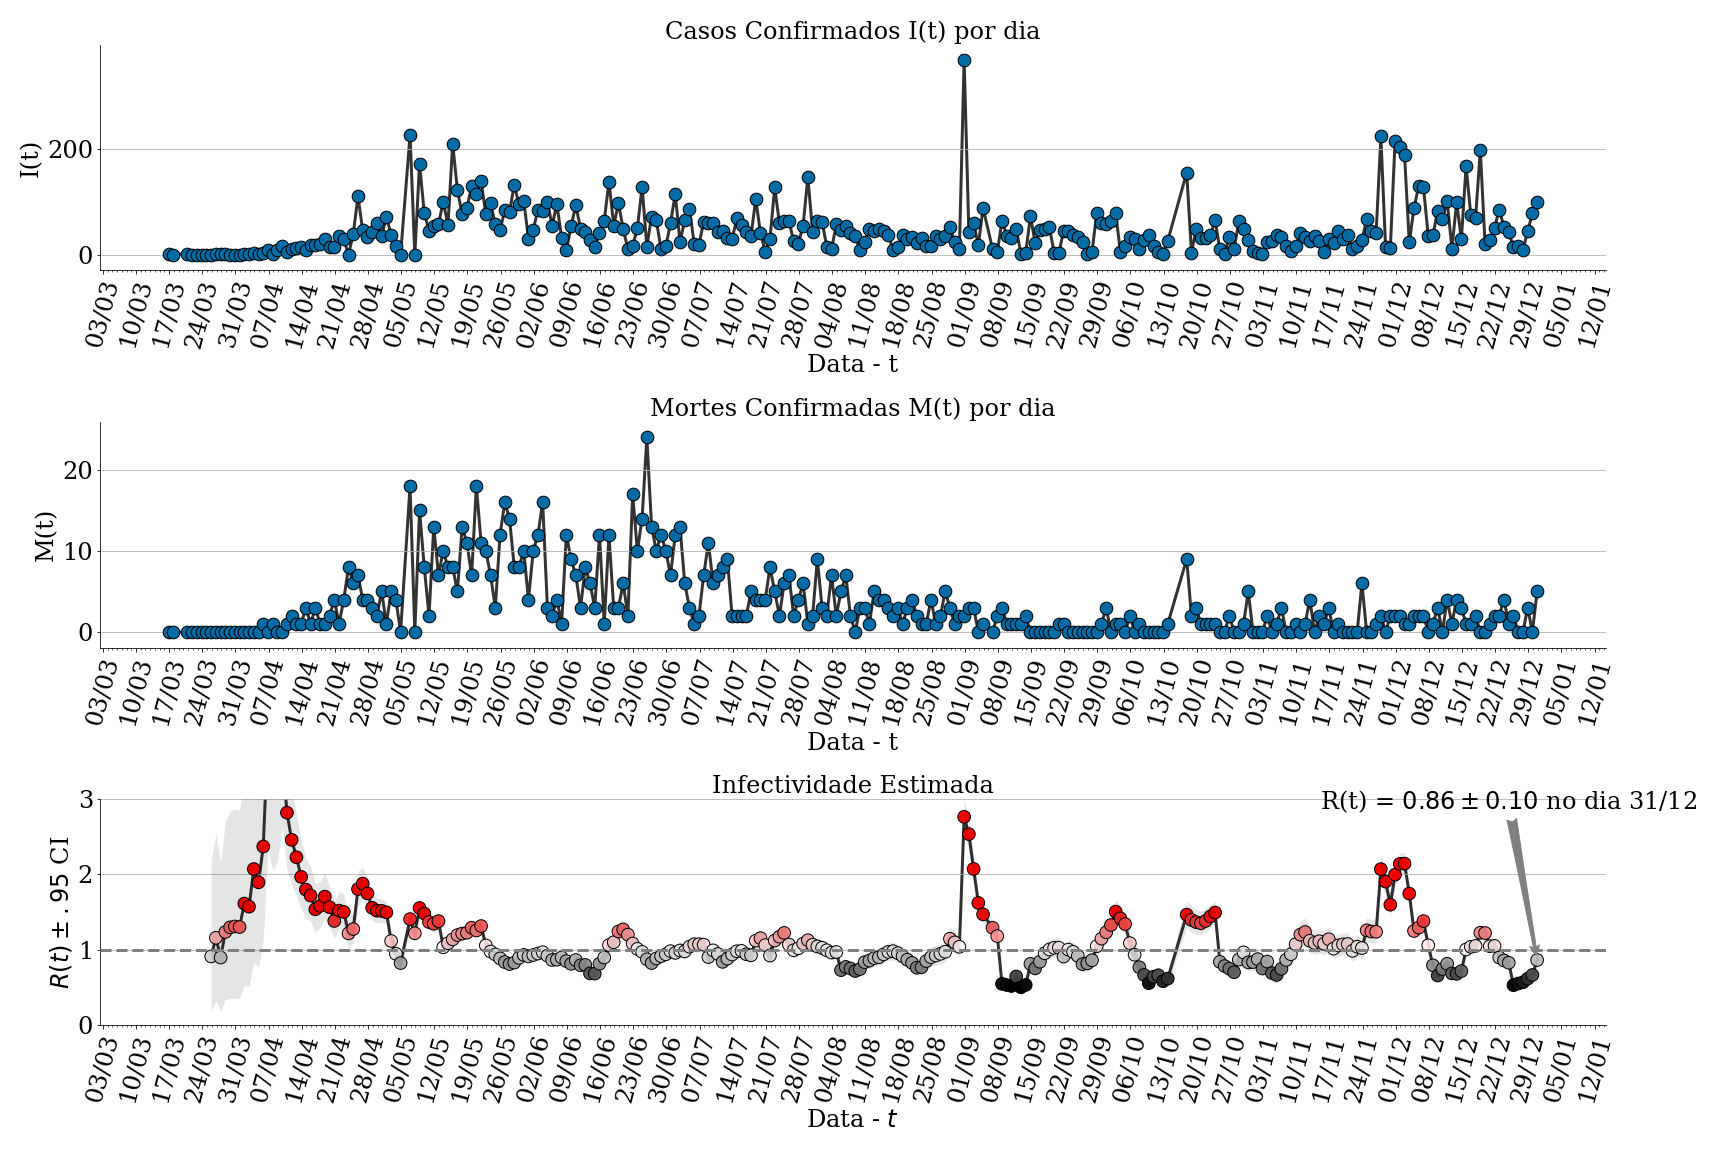 Casos Confirmados I(t) por dia
I(t)
200
0
03/03 10/03 17/03 24/03 31/03 07/04 14/04 21/04 28/04 05/05 12/05 19/05 26/05 02/06 09/06 16/06 23/06 30/06 07/07 14/07 21/07 28/07 04/08 11/08 18/08 25/08 01/09 08/09 15/09 22/09 29/09 06/10 13/10 20/10 27/10 03/11 10/11 17/11 24/11 01/12 08/12 15/12 22/12 29/12 05/01 12/01
Data - t
Mortes Confirmadas M(t) por dia
M(t)
20
10
0
03/03 10/03 17/03 24/03 31/03 07/04 14/04 21/04 28/04 05/05 12/05 19/05 26/05 02/06 09/06 16/06 23/06 30/06 07/07 14/07 21/07 28/07 04/08 11/08 18/08 25/08 01/09 08/09 15/09 22/09 29/09 06/10 13/10 20/10 27/10 03/11 10/11 17/11 24/11 01/12 08/12 15/12 22/12 29/12 05/01 12/01
Data - t
Infectividade Estimada
R(t) = 0.86 ± 0.10 no dia 31/12
R(t) ± .95 CI
3
2
1
0
03/03 10/03 17/03 24/03 31/03 07/04 14/04 21/04 28/04 05/05 12/05 19/05 26/05 02/06 09/06 16/06 23/06 30/06 07/07 14/07 21/07 28/07 04/08 11/08 18/08 25/08 01/09 08/09 15/09 22/09 29/09 06/10 13/10 20/10 27/10 03/11 10/11 17/11 24/11 01/12 08/12 15/12 22/12 29/12 05/01 12/01
Data - t